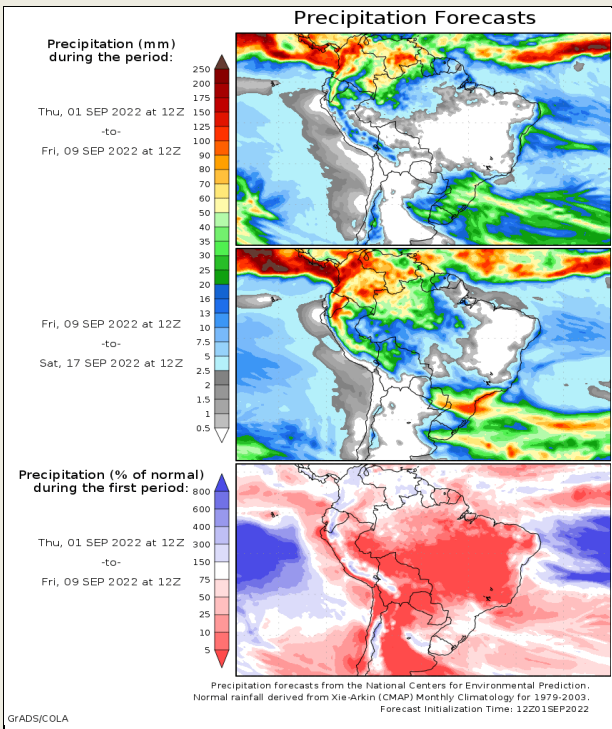 Precipitation Forecasts
Precipitation (mm)
during the period:
Thu, 01 SEP 2022 at 12Z
-to-
Fri, 09 SEP 2022 at 12Z
250
200
175
150
125
100
90
80
70
60
50
40
35
30
25
20
16
13
10
7.5
5
2.5
2
1.5
1
0.5
Fri, 09 SEP 2022 at 12Z
-to-
Sat, 17 SEP 2022 at 12Z
Precipitation (% of normal)
during the first period:
Thu, 01 SEP 2022 at 12Z
-to-
Fri, 09 SEP 2022 at 12Z
800
600
400
300
150
75
50
25
10
5
Precipitation forecasts from the National Centers for Environmental Prediction.
Normal rainfall derived from Xie-Arkin (CMAP) Monthly Climatology for 1979-2003.
Forecast Initialization Time: 12Z01SEP2022
GrADS/COLA